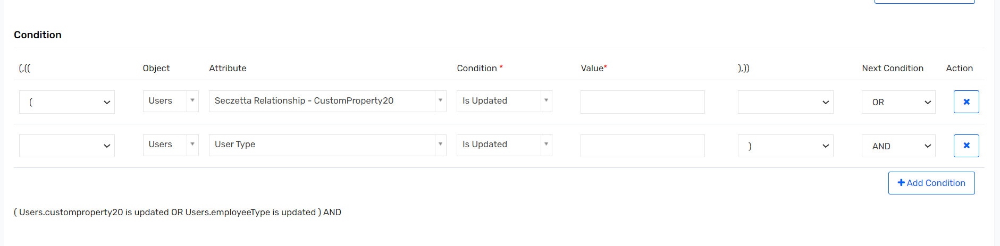 Condition
(,(( Object Attribute Condition * Value* ),)) Next Condition Action
( Users Seczetta Relationship - CustomProperty20 Is Updated OR
Users User Type Is Updated ) AND
Add Condition
( Users.customproperty20 is updated OR Users.employeeType is updated ) AND